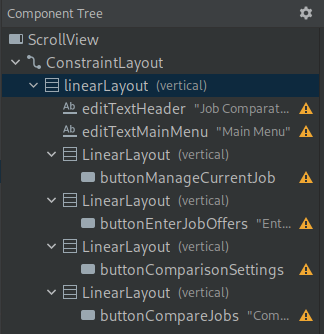 Component Tree
ScrollView
ConstraintLayout
linearLayout (vertical)
Ab editTextHeader "Job Comparat...
Ab editTextMainMenu "Main Menu"
LinearLayout (vertical)
buttonManageCurrentJob
LinearLayout (vertical)
buttonEnterJobOffers "Ent...
LinearLayout (vertical)
buttonComparisonSettings
LinearLayout (vertical)
buttonCompareJobs "Com...